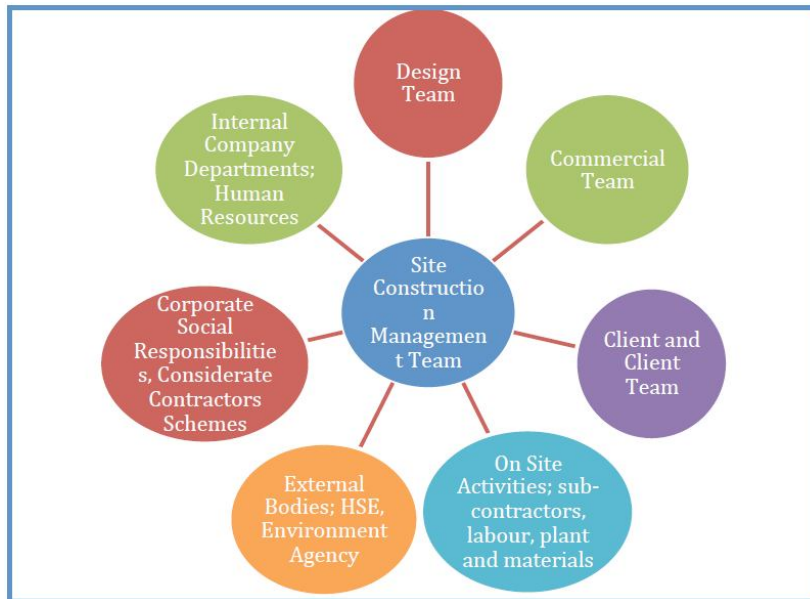 Design
Team
Commercial
Team
Client and
Client
Team
On Site
Activities; sub-
contractors,
labour, plant
and materials
External
Bodies; HSE,
Environment
Agency
Corporate
Social
Responsibilitie
s, Considerate
Contractors
Schemes
Internal
Company
Departments;
Human
Resources
Site
Constructio
n
Managemen
t Team